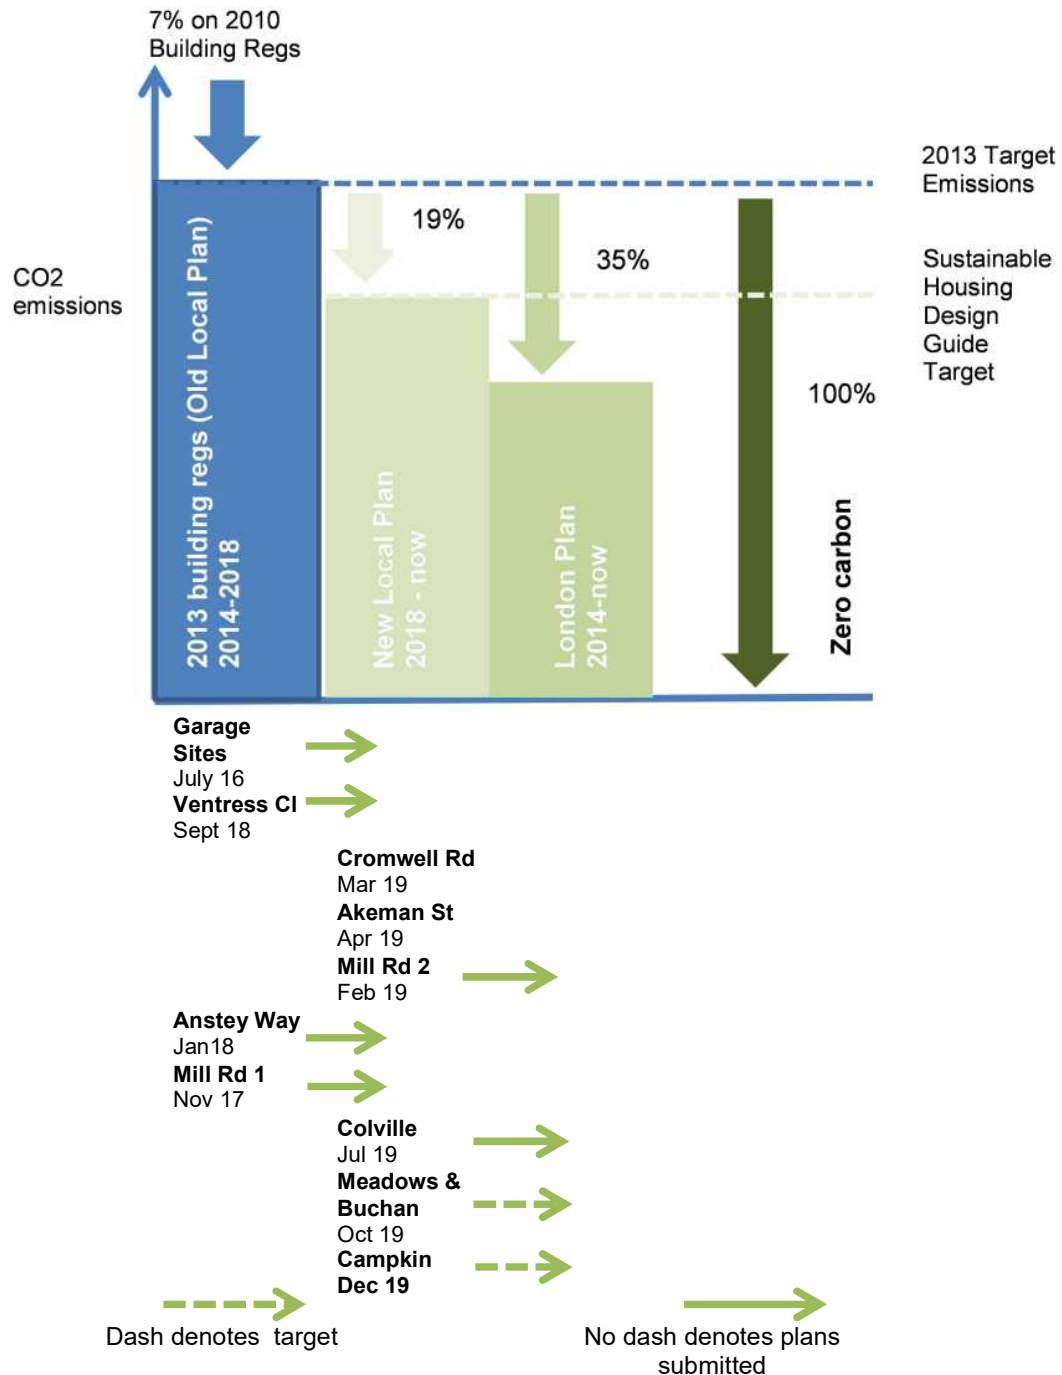 7% on 2010
Building Regs
2013 Target
Emissions
19%
35%
CO2
emissions
Sustainable
Housing
Design
Guide
Target
100%
2013 building regs (Old Local Plan)
2014-2018
New Local Plan
2018 - now
London Plan
2014-now
Zero carbon
Garage
Sites
July 16
Ventress Cl
Sept 18
Cromwell Rd
Mar 19
Akeman St
Apr 19
Mill Rd 2
Feb 19
Anstey Way
Jan18
Mill Rd 1
Nov 17
Colville
Jul 19
Meadows &
Buchan
Oct 19
Campkin
Dec 19
Dash denotes target
No dash denotes plans
submitted